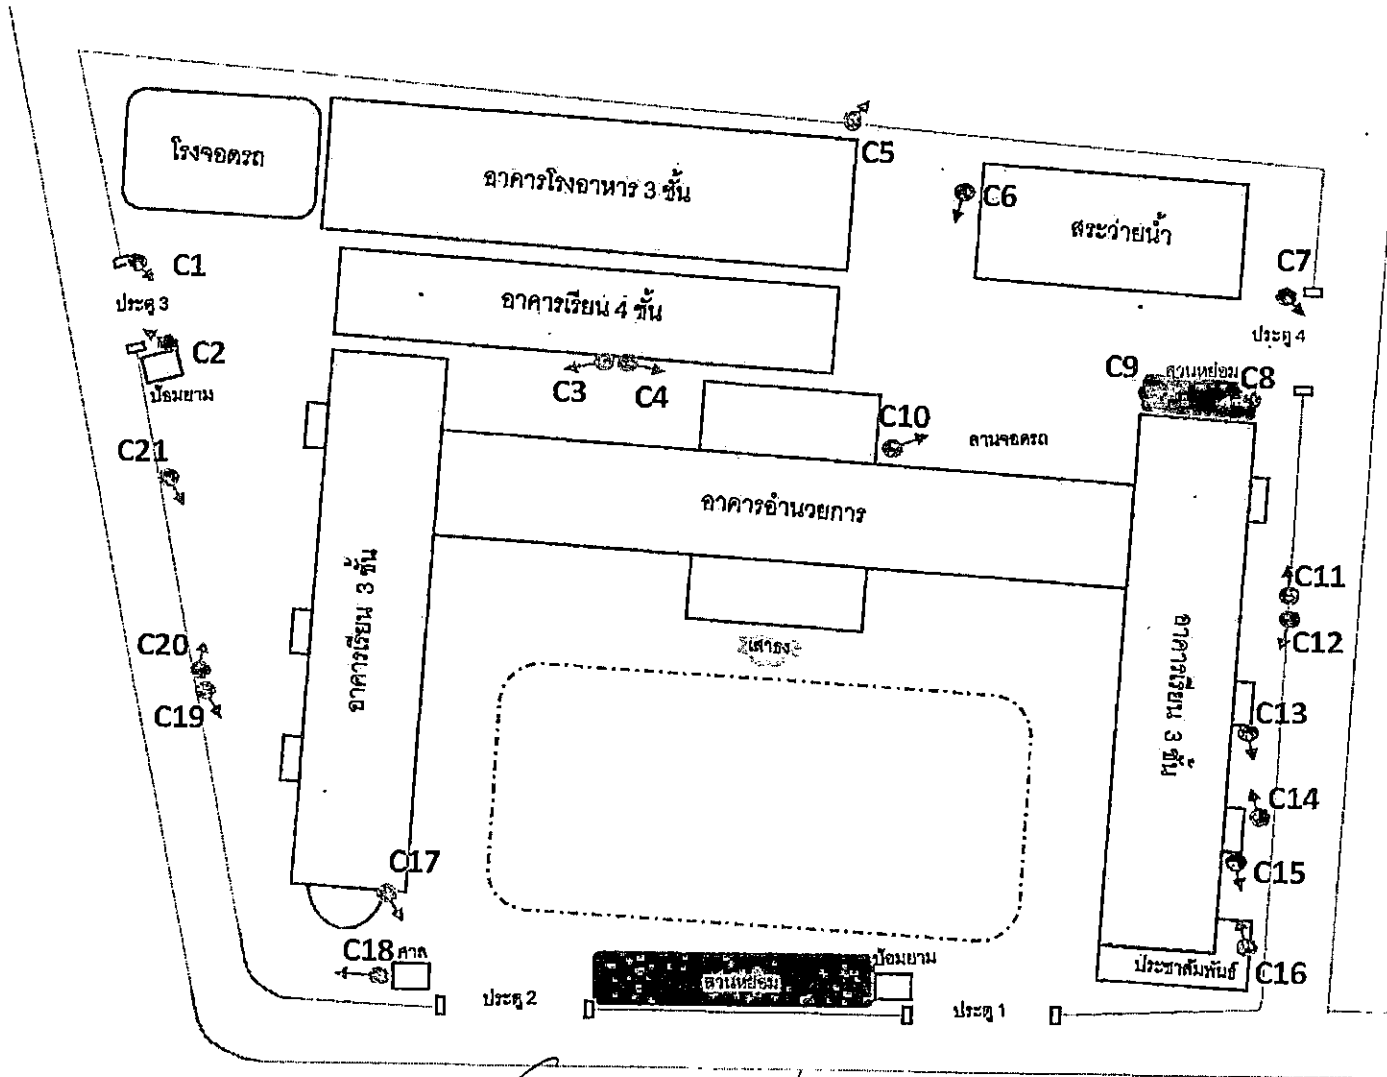 โรงจอดรถ
อาคารโรงอาหาร 3 ชั้น
C5
C6
สระว่ายน้ำ
C1
C7
ประตู 3
อาคารเรียน 4 ชั้น
ประตู 4
C2
ป้อมยาม
C3
C4
C9
สวนหย่อม
C8
C10
ลานจอดรถ
C21
อาคารอำนวยการ
อาคารเรียน 3 ชั้น
C11
C12
เสาธง
C20
C19
อาคารเรียน 3 ชั้น
C13
C14
C17
C15
C18
ศาล
ป้อมยาม
สวนหย่อม
ประชาสัมพันธ์
C16
ประตู 2
ประตู 1